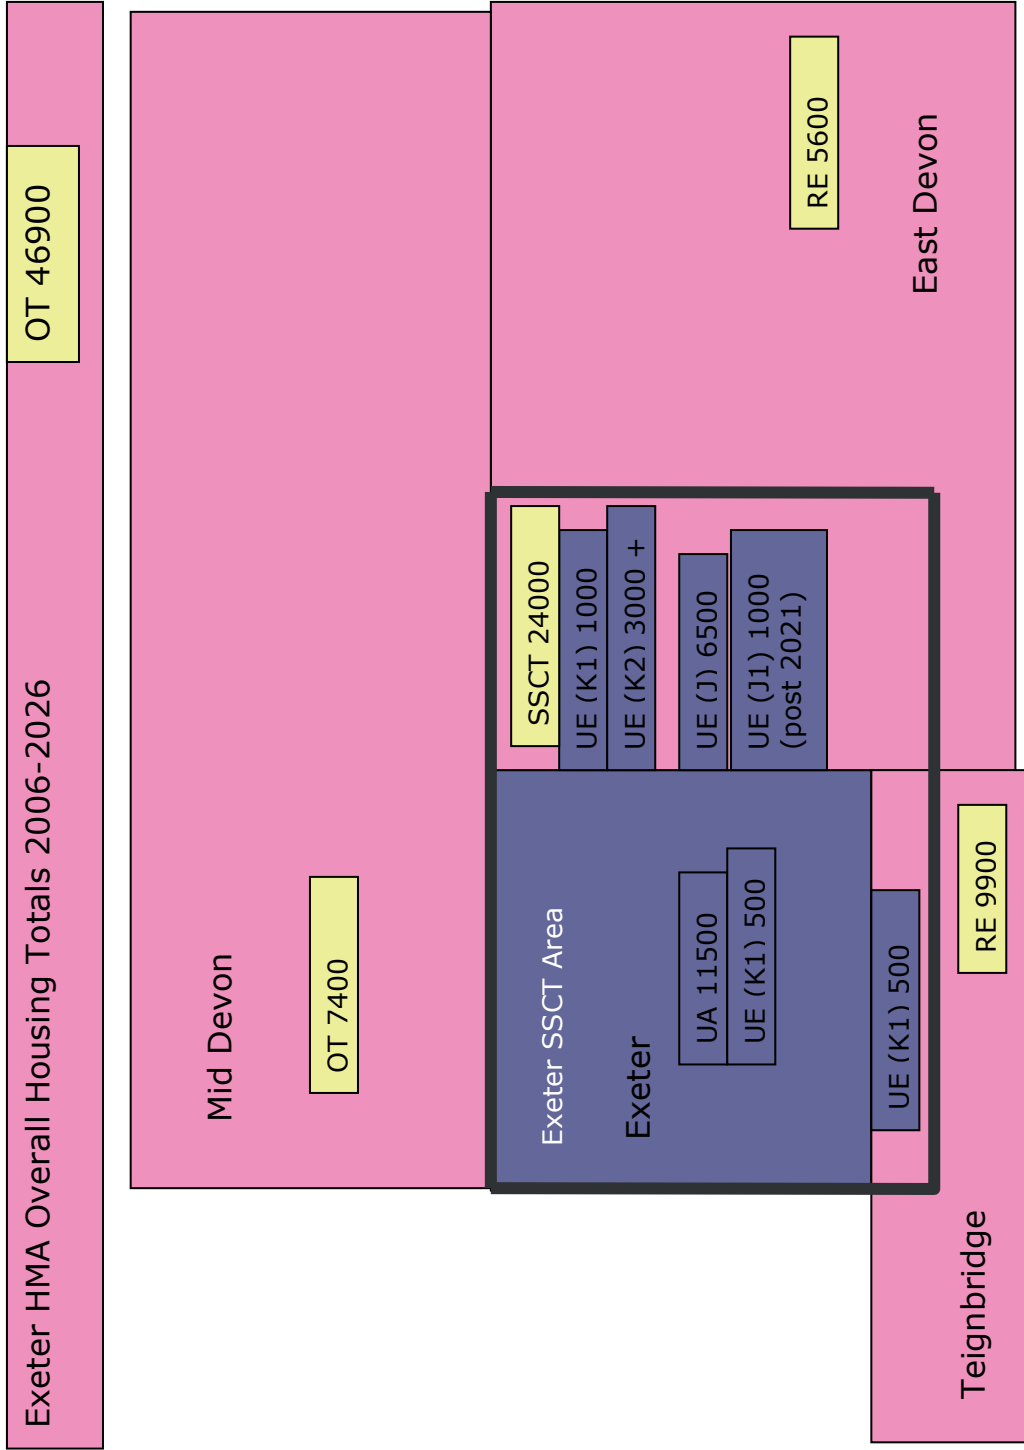 Exeter HMA Overall Housing Totals 2006-2026
OT 46900
Mid Devon
OT 7400
Exeter SSCT Area
Exeter
UA 11500
UE (K1) 500
SSCT 24000
UE (K1) 1000
UE (K2) 3000 +
UE (J) 6500
UE (J1) 1000
(post 2021)
RE 5600
East Devon
UE (K1) 500
RE 9900
Teignbridge